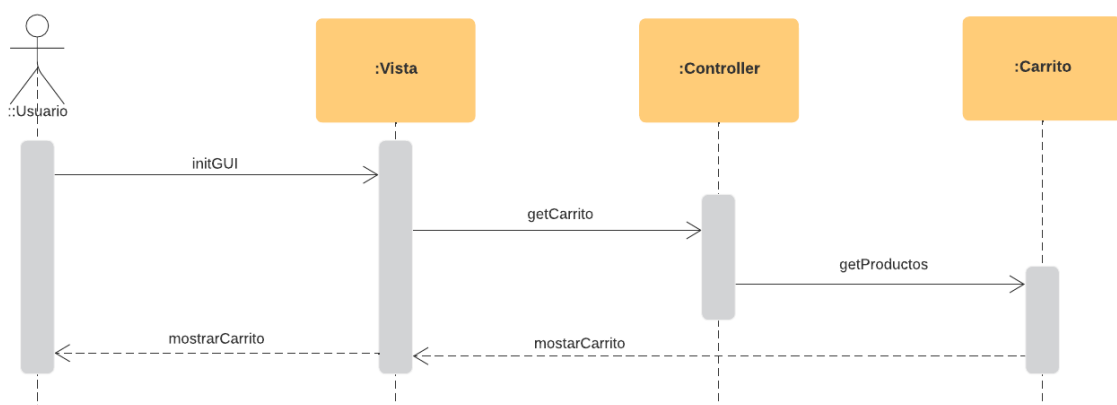 :Vista
:Controller
:Carrito
::Usuario
initGUI
getCarrito
getProductos
mostrarCarrito
mostarCarrito